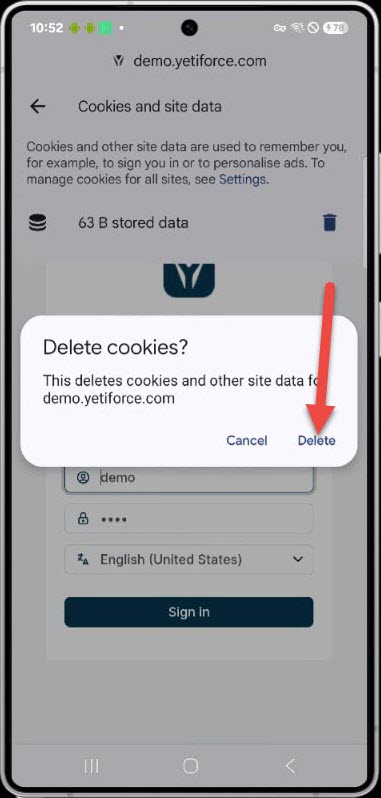 10:52
78
demo.yetiforce.com
Cookies and site data
Cookies and other site data are used to remember you,
for example, to sign you in or to personalise ads. To
manage cookies for all sites, see Settings.
63 B stored data
Delete cookies?
This deletes cookies and other site data fo
demo.yetiforce.com
Cancel
Delete
demo
••••
English (United States)
Sign in